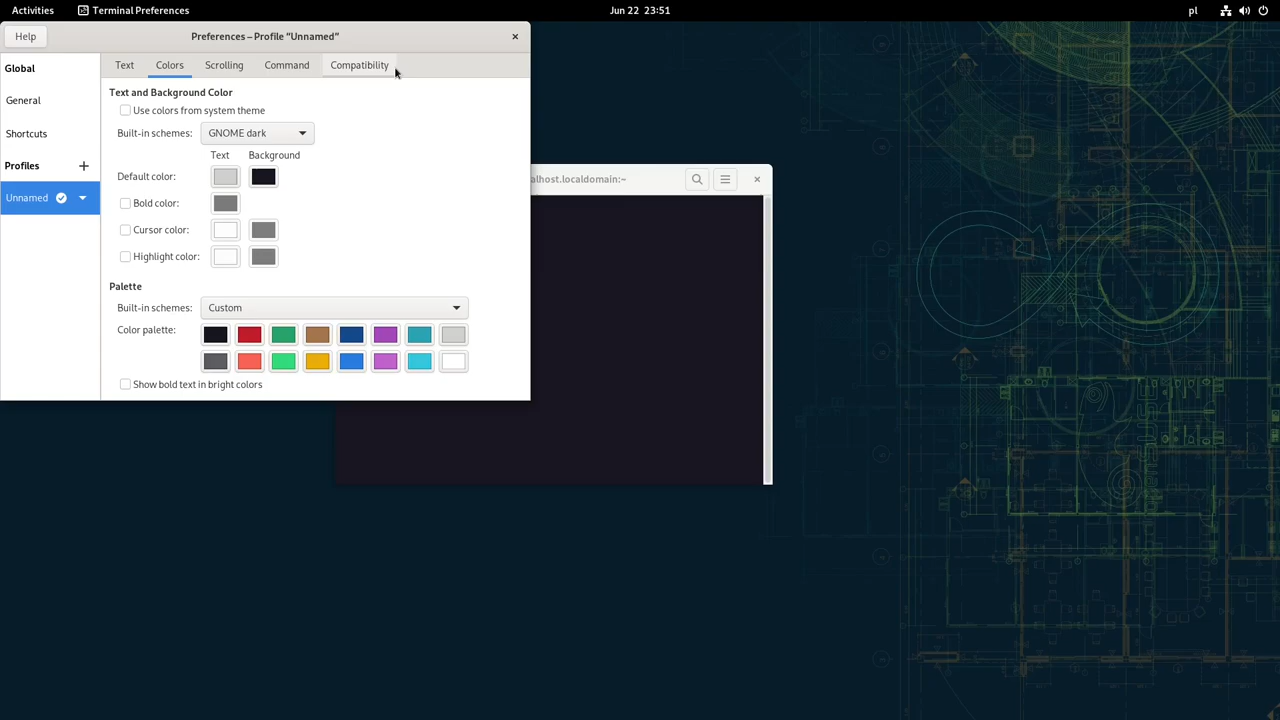 Activities Terminal Preferences Jun 22 23:51 pl
Help Preferences – Profile “Unnamed”
Global
General
Shortcuts
Profiles
Unnamed
Text Colors Scrolling Command Compatibility
Text and Background Color
Use colors from system theme
Built-in schemes: GNOME dark
Text Background
Default color:
Bold color:
Cursor color:
Highlight color:
Palette
Built-in schemes: Custom
Color palette:
Show bold text in bright colors
alhost.localdomain:~